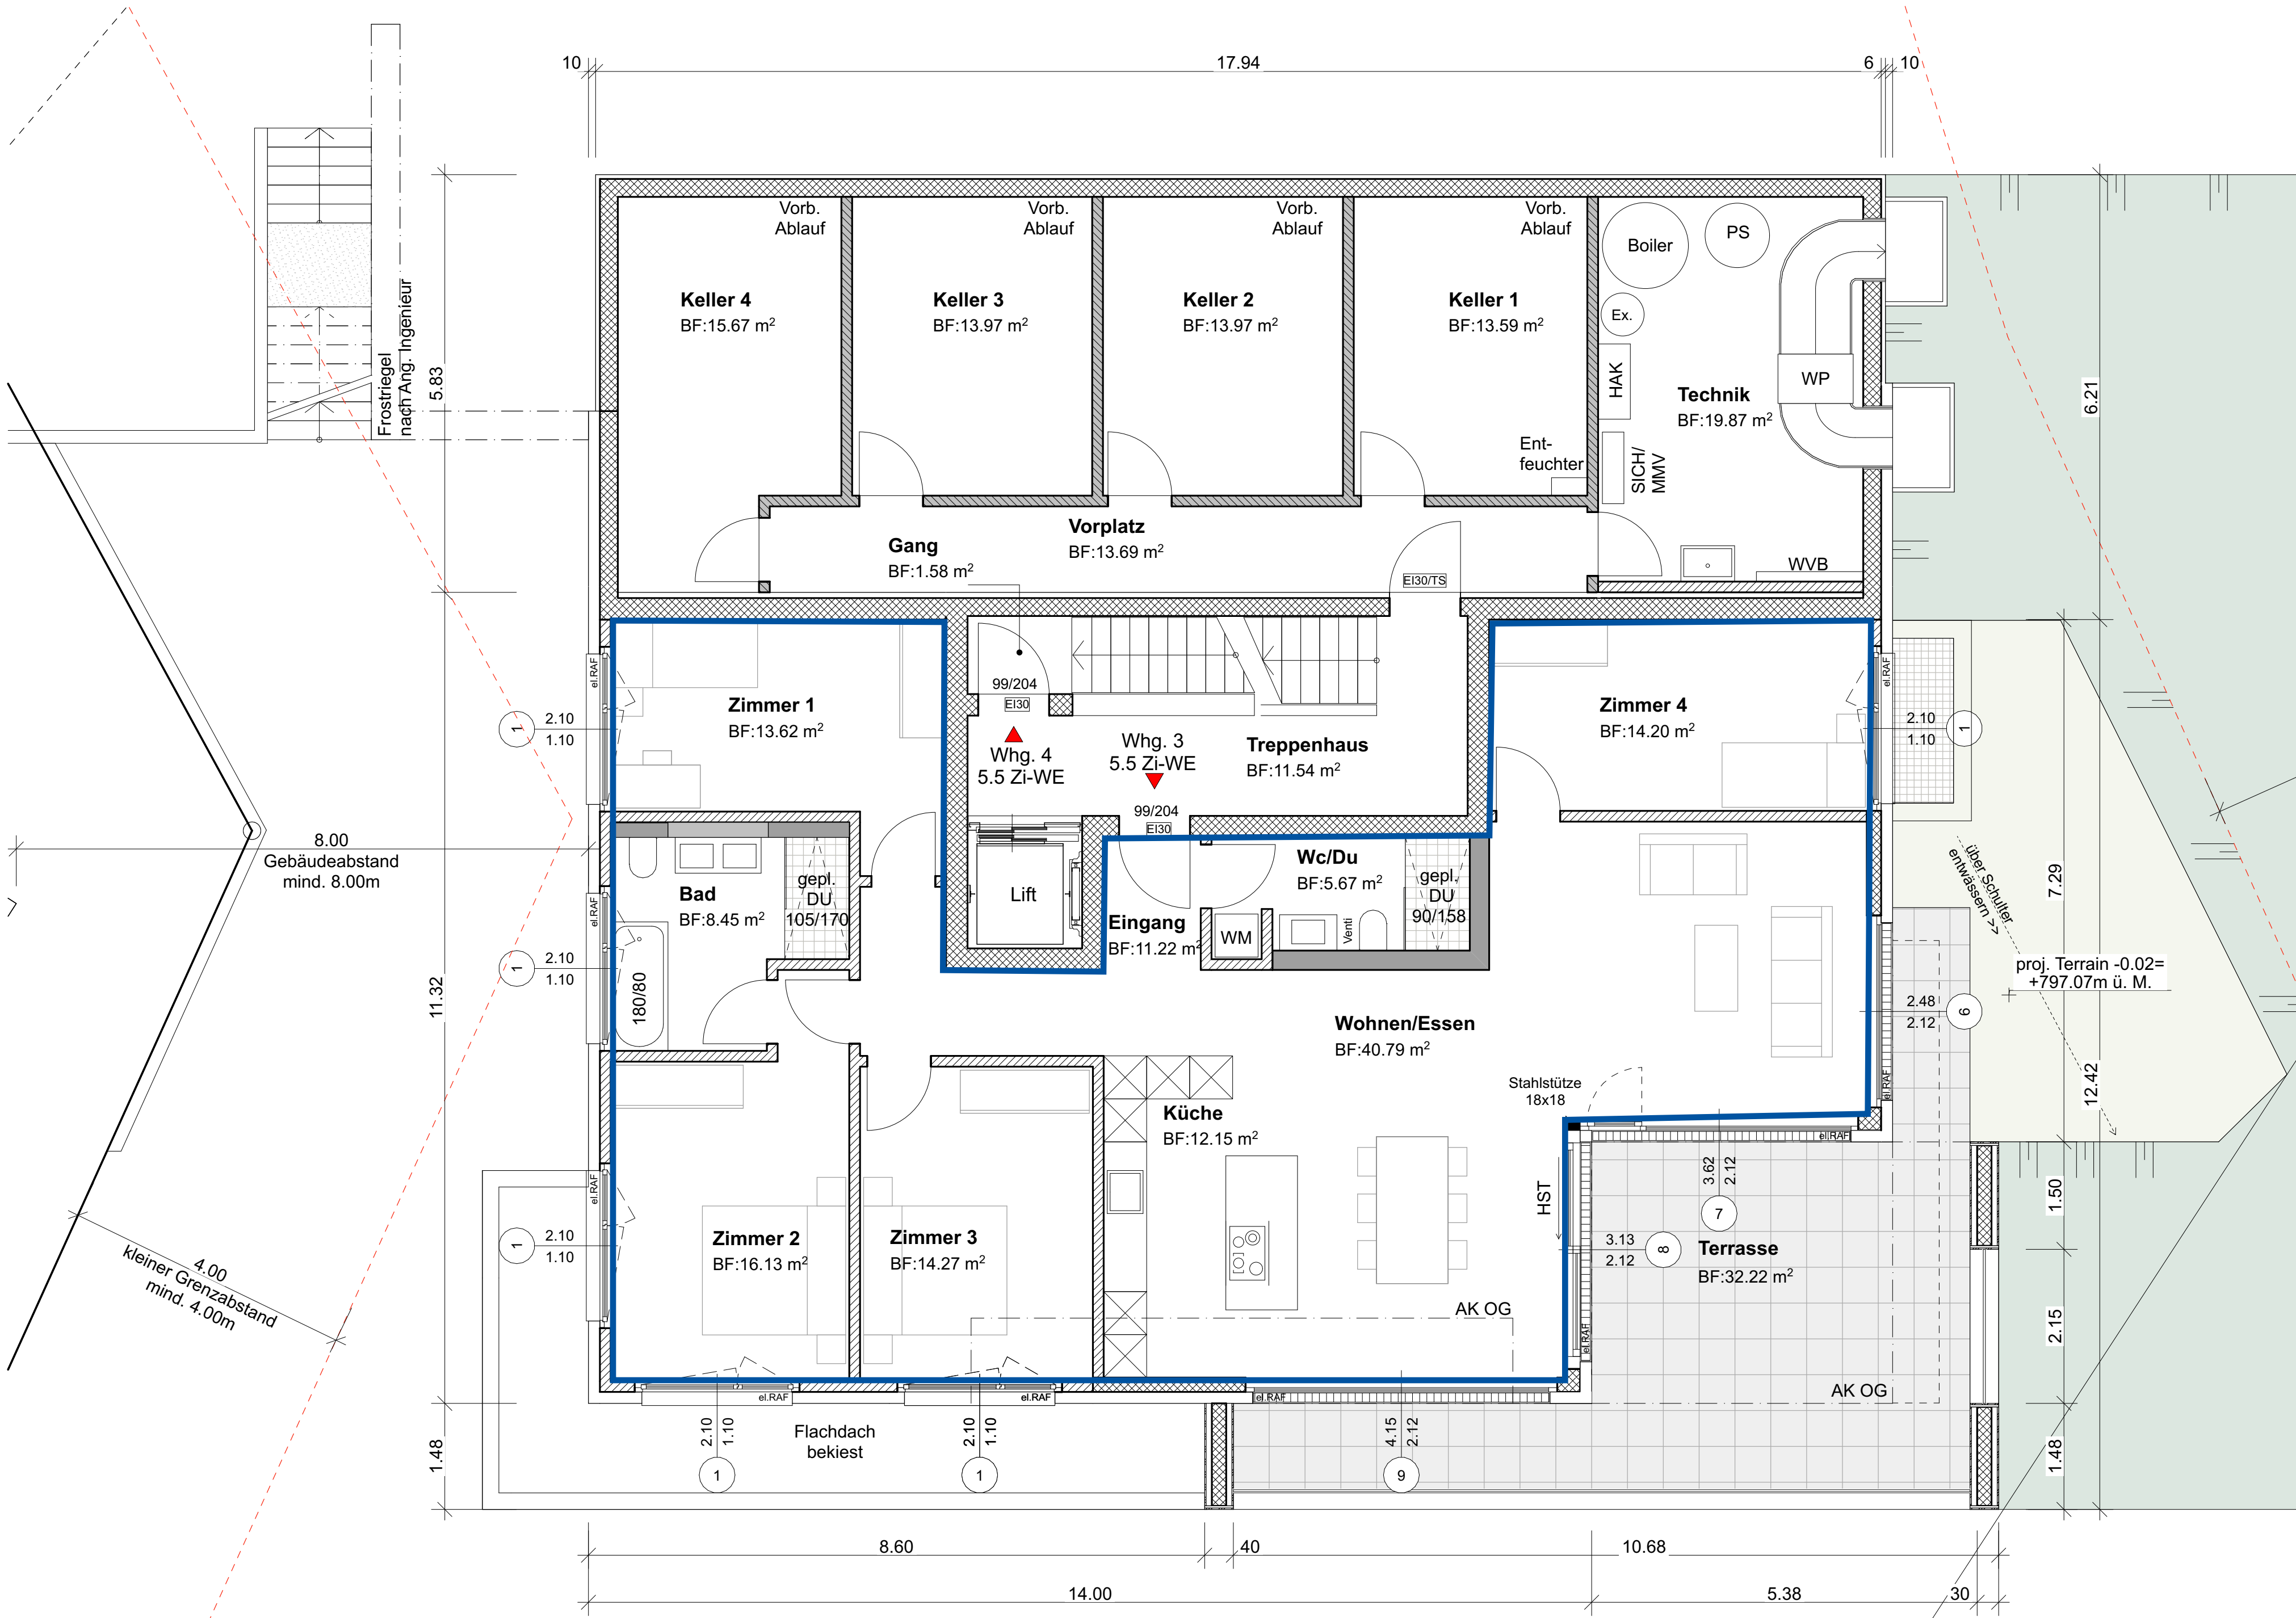 10
17.94
6
10
Vorb.
Ablauf
Vorb.
Ablauf
Vorb.
Ablauf
Vorb.
Ablauf
Boiler
PS
Ex.
HAK
WP
SICH/
MMV
WVB
Keller 4
BF:15.67 m²
Keller 3
BF:13.97 m²
Keller 2
BF:13.97 m²
Keller 1
BF:13.59 m²
Technik
BF:19.87 m²
Ent-
feuchter
Frostriegel
nach Ang. Ingenieur
5.83
6.21
Gang
BF:1.58 m²
Vorplatz
BF:13.69 m²
EI30/TS
el.RAF
Zimmer 1
BF:13.62 m²
2.10
1.10
1
99/204
EI30
Whg. 4
5.5 Zi-WE
Whg. 3
5.5 Zi-WE
99/204
EI30
Treppenhaus
BF:11.54 m²
Zimmer 4
BF:14.20 m²
el.RAF
2.10
1.10
1
8.00
Gebäudeabstand
mind. 8.00m
Bad
BF:8.45 m²
gepl.
DU
105/170
180/80
el.RAF
2.10
1.10
1
Lift
Eingang
BF:11.22 m²
Wc/Du
BF:5.67 m²
gepl.
DU
90/158
WM
Venti
über Schulter
entwässern >>
7.29
proj. Terrain -0.02=
+797.07m ü. M.
11.32
12.42
Wohnen/Essen
BF:40.79 m²
2.48
2.12
6
el.RAF
Stahlstütze
18x18
Küche
BF:12.15 m²
el.RAF
el.RAF
2.10
1.10
1
Zimmer 2
BF:16.13 m²
Zimmer 3
BF:14.27 m²
HST
3.62
2.12
7
3.13
2.12
8
Terrasse
BF:32.22 m²
1.50
4.00
kleiner Grenzabstand
mind. 4.00m
AK OG
el.RAF
2.15
AK OG
el.RAF
el.RAF
el.RAF
Flachdach
bekiest
2.10
1.10
1
2.10
1.10
1
4.15
2.12
9
1.48
1.48
8.60
40
10.68
14.00
5.38
30